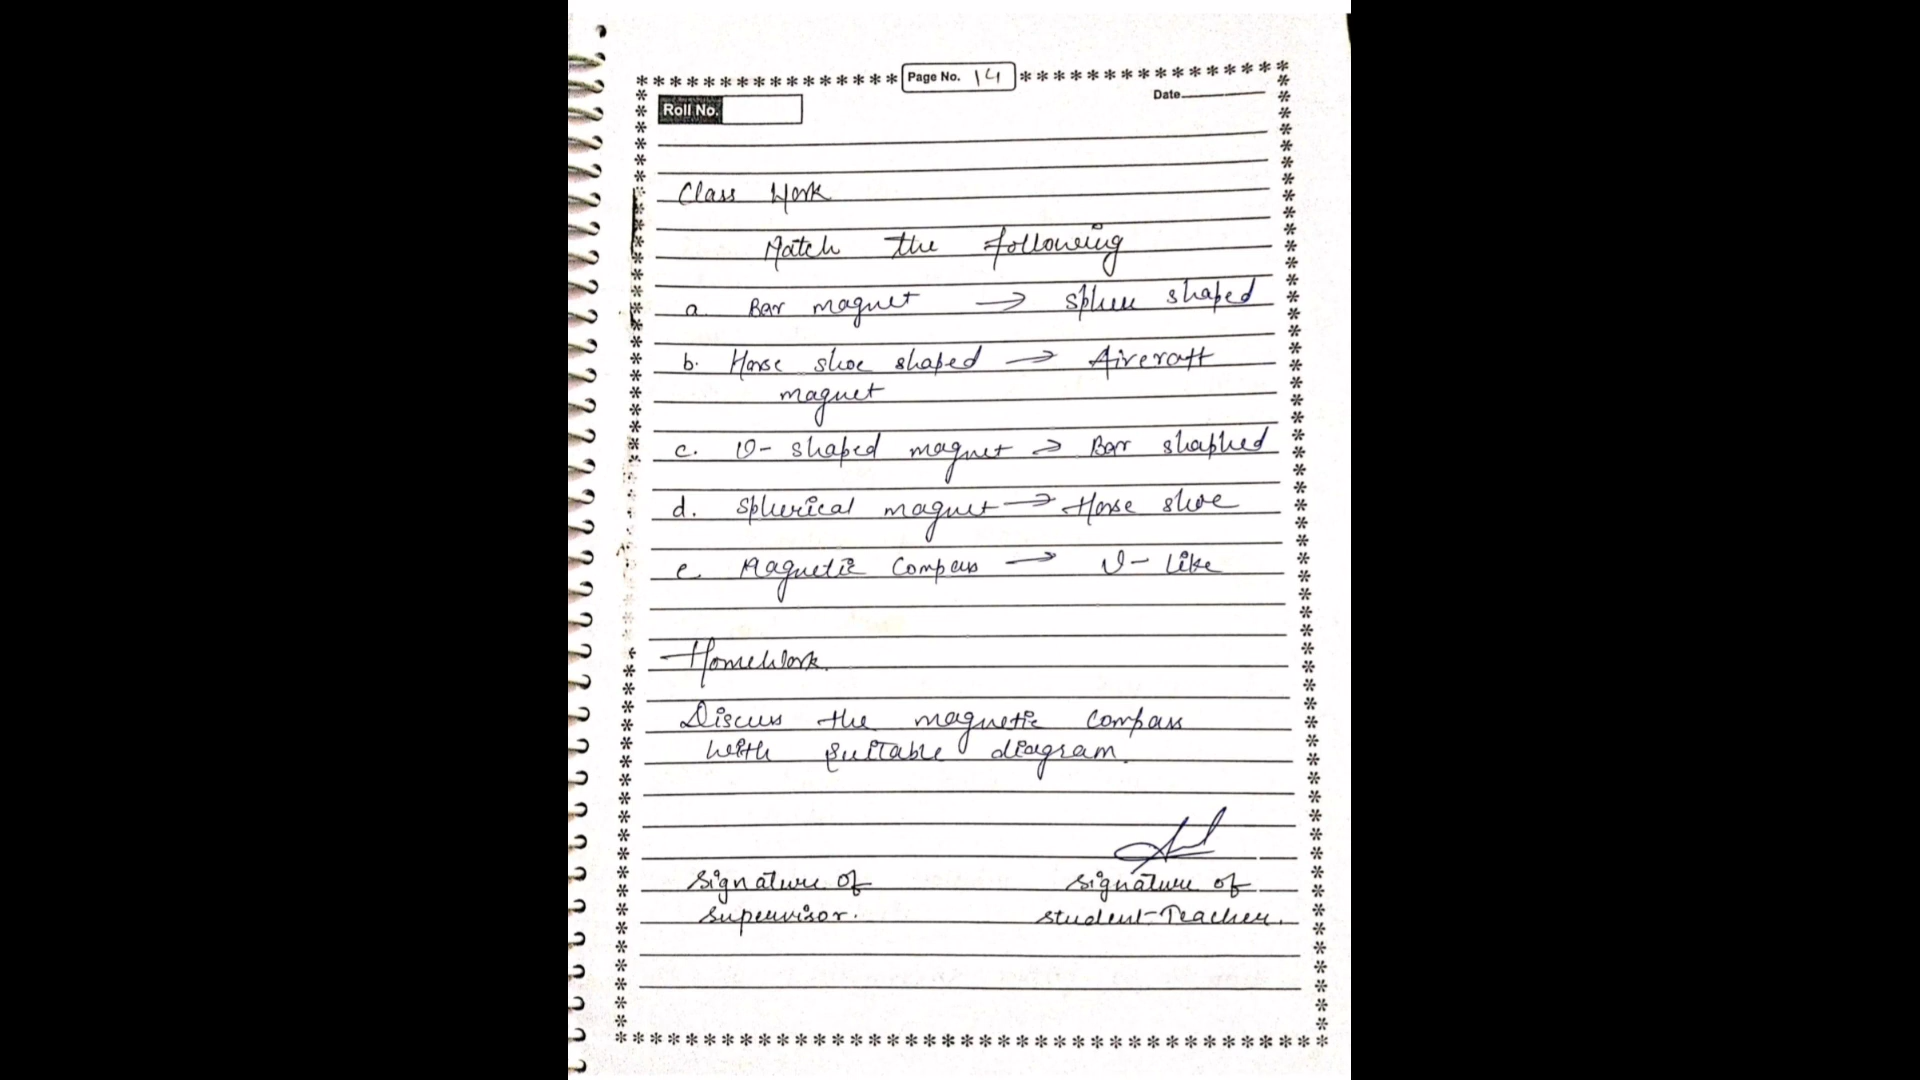 Page No. 14
Date
Roll No.
Class Work
Match the following
a. Bar magnet → Sphere shaped
b. Horse shoe shaped → Aircraft
magnet
c. U- shaped magnet → Bar shaphed
d. Spherical magnet → Horse shoe
e. Magnetic Compass → U- like
Homework.
Discuss the magnetic compass
with suitable diagram.
Signature of Signature of
Supervisor. Student-Teacher.